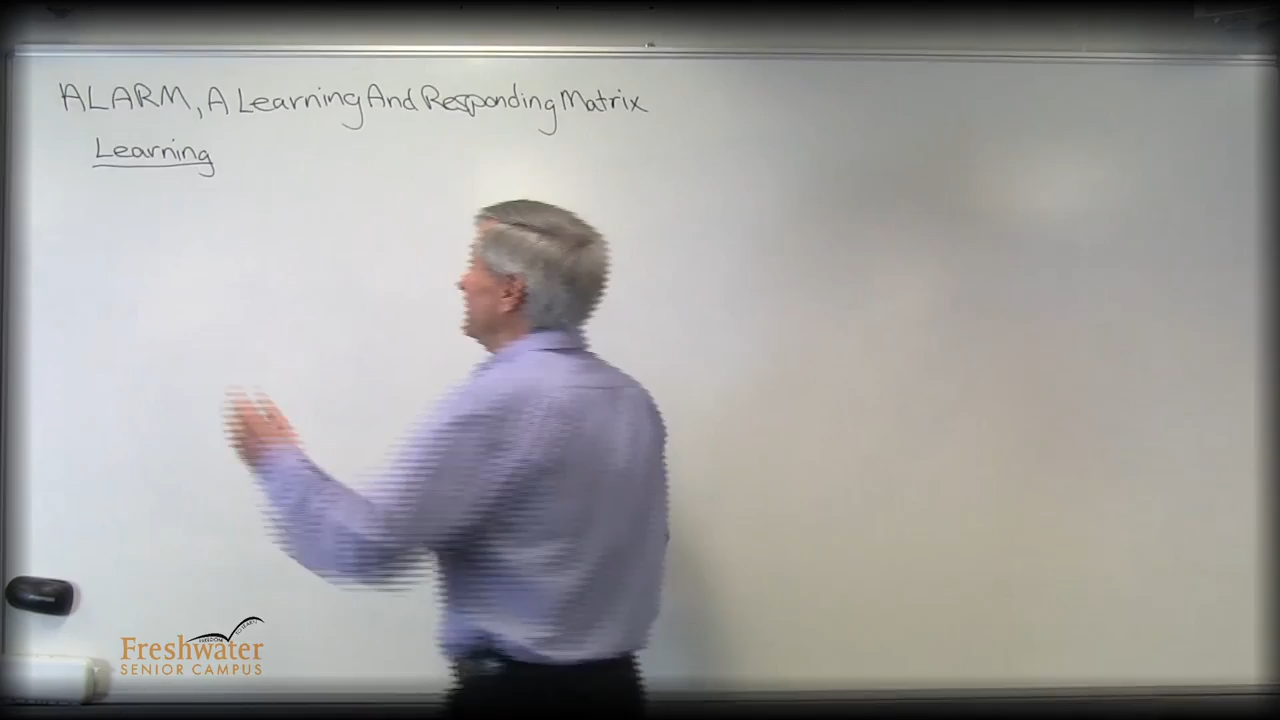 ALARM, A Learning And Responding Matrix
Learning
Freshwater
SENIOR CAMPUS